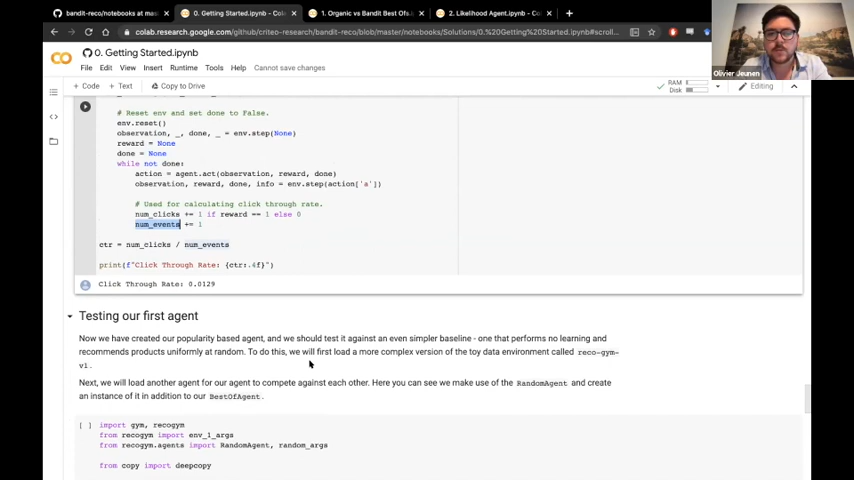 bandit-reco/notebooks at mas
0. Getting Started.ipynb - Cola
1. Organic vs Bandit Best Ofs.i
2. Likelihood Agent.ipynb - Co
colab.research.google.com/github/criteo-research/bandit-reco/blob/master/notebooks/Solutions/0.%20Getting%20Started.ipynb#scroll...
0. Getting Started.ipynb
File Edit View Insert Runtime Tools Help Cannot save changes
+ Code + Text Copy to Drive
RAM
Disk
Editing
Olivier Jeunen
# Reset env and set done to False.
env.reset()
observation, _, done, _ = env.step(None)
reward = None
done = None
while not done:
action = agent.act(observation, reward, done)
observation, reward, done, info = env.step(action['a'])
# Used for calculating click through rate.
num_clicks += 1 if reward == 1 else 0
num_events += 1
ctr = num_clicks / num_events
print(f"Click Through Rate: {ctr:.4f}")
Click Through Rate: 0.0129
Testing our first agent
Now we have created our popularity based agent, and we should test it against an even simpler baseline - one that performs no learning and
recommends products uniformly at random. To do this, we will first load a more complex version of the toy data environment called reco-gym-
v1.
Next, we will load another agent for our agent to compete against each other. Here you can see we make use of the RandomAgent and create
an instance of it in addition to our BestOfAgent.
[ ] import gym, recogym
from recogym import env_1_args
from recogym.agents import RandomAgent, random_args
from copy import deepcopy